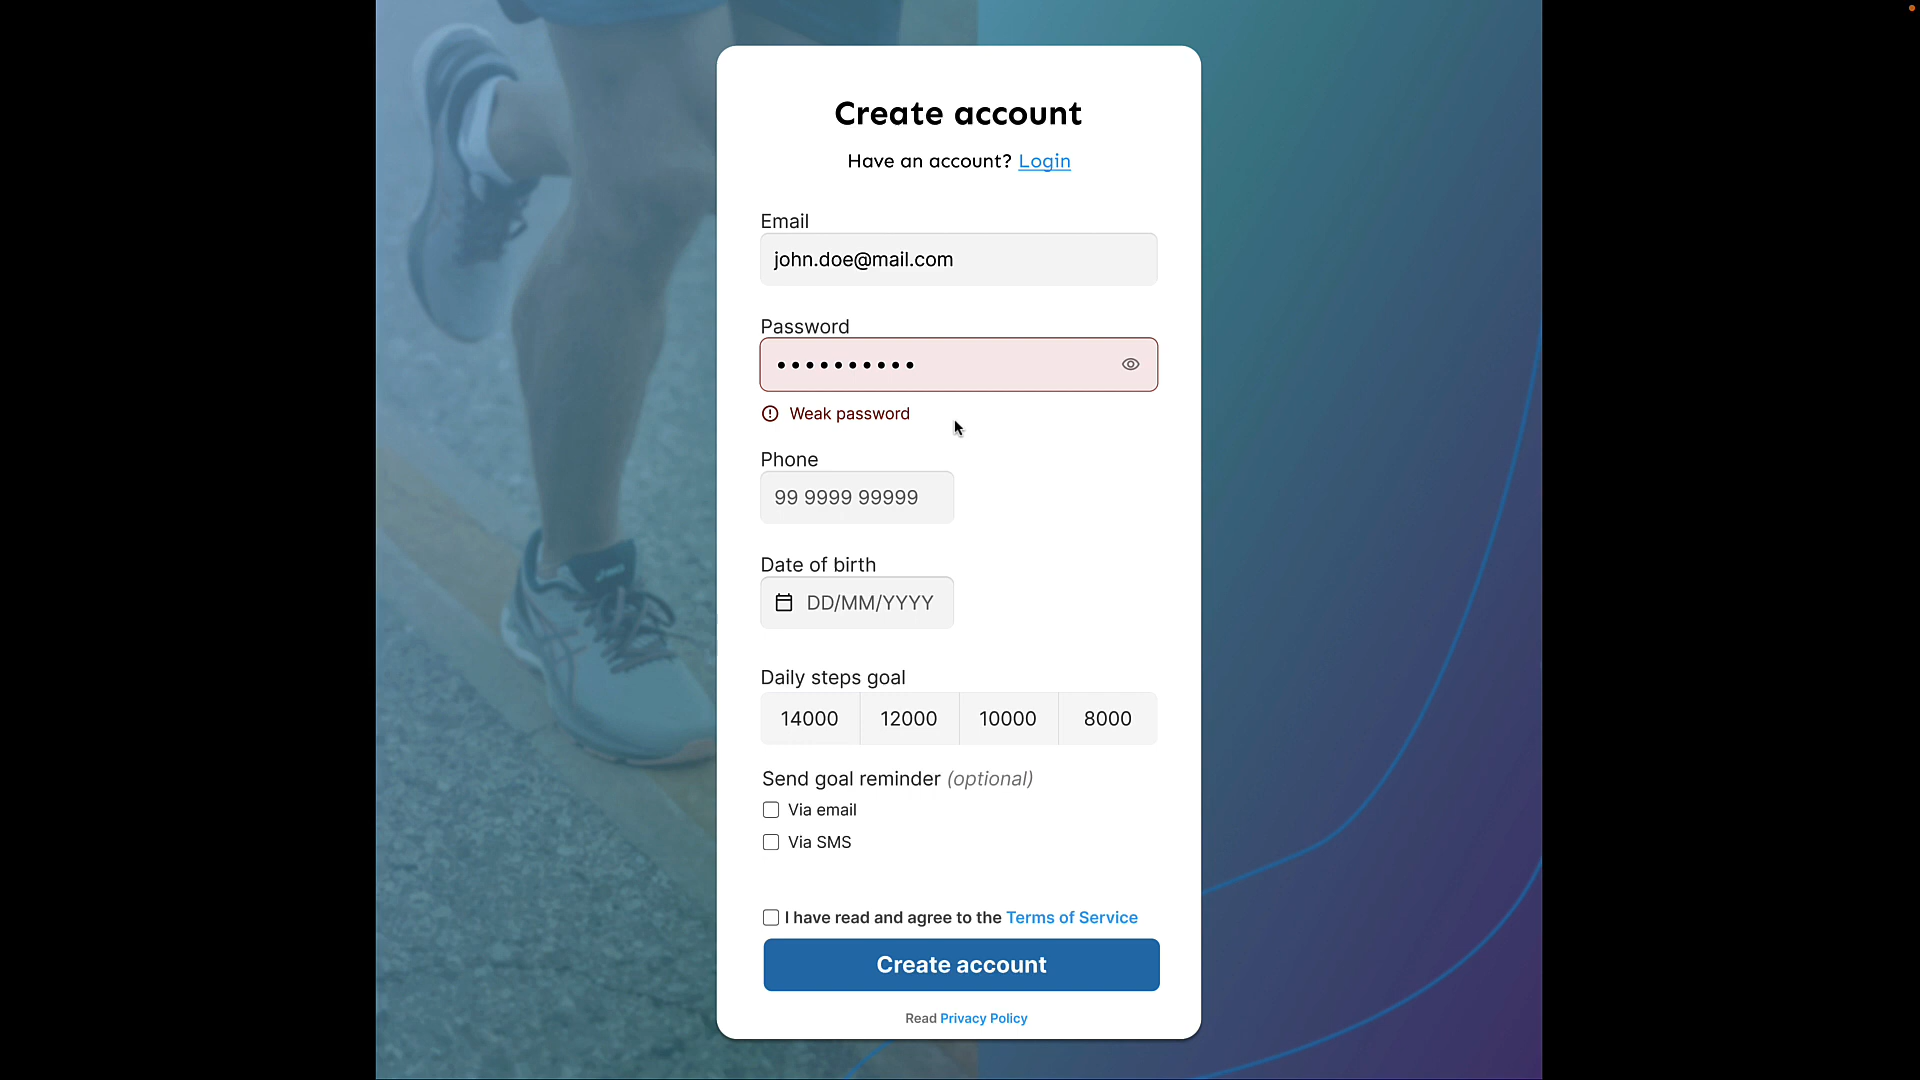 Create account
Have an account? Login
Email
john.doe@mail.com
Password
Weak password
Phone
99 9999 99999
Date of birth
DD/MM/YYYY
Daily steps goal
14000 12000 10000 8000
Send goal reminder (optional)
Via email
Via SMS
I have read and agree to the Terms of Service
Create account
Read Privacy Policy